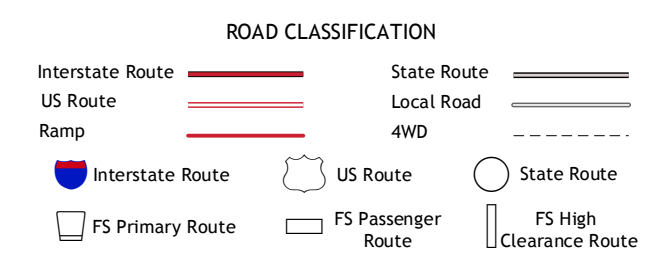 ROAD CLASSIFICATION
Interstate Route
State Route
US Route
Local Road
Ramp
4WD
Interstate Route
US Route
State Route
FS Primary Route
FS Passenger
Route
FS High
Clearance Route